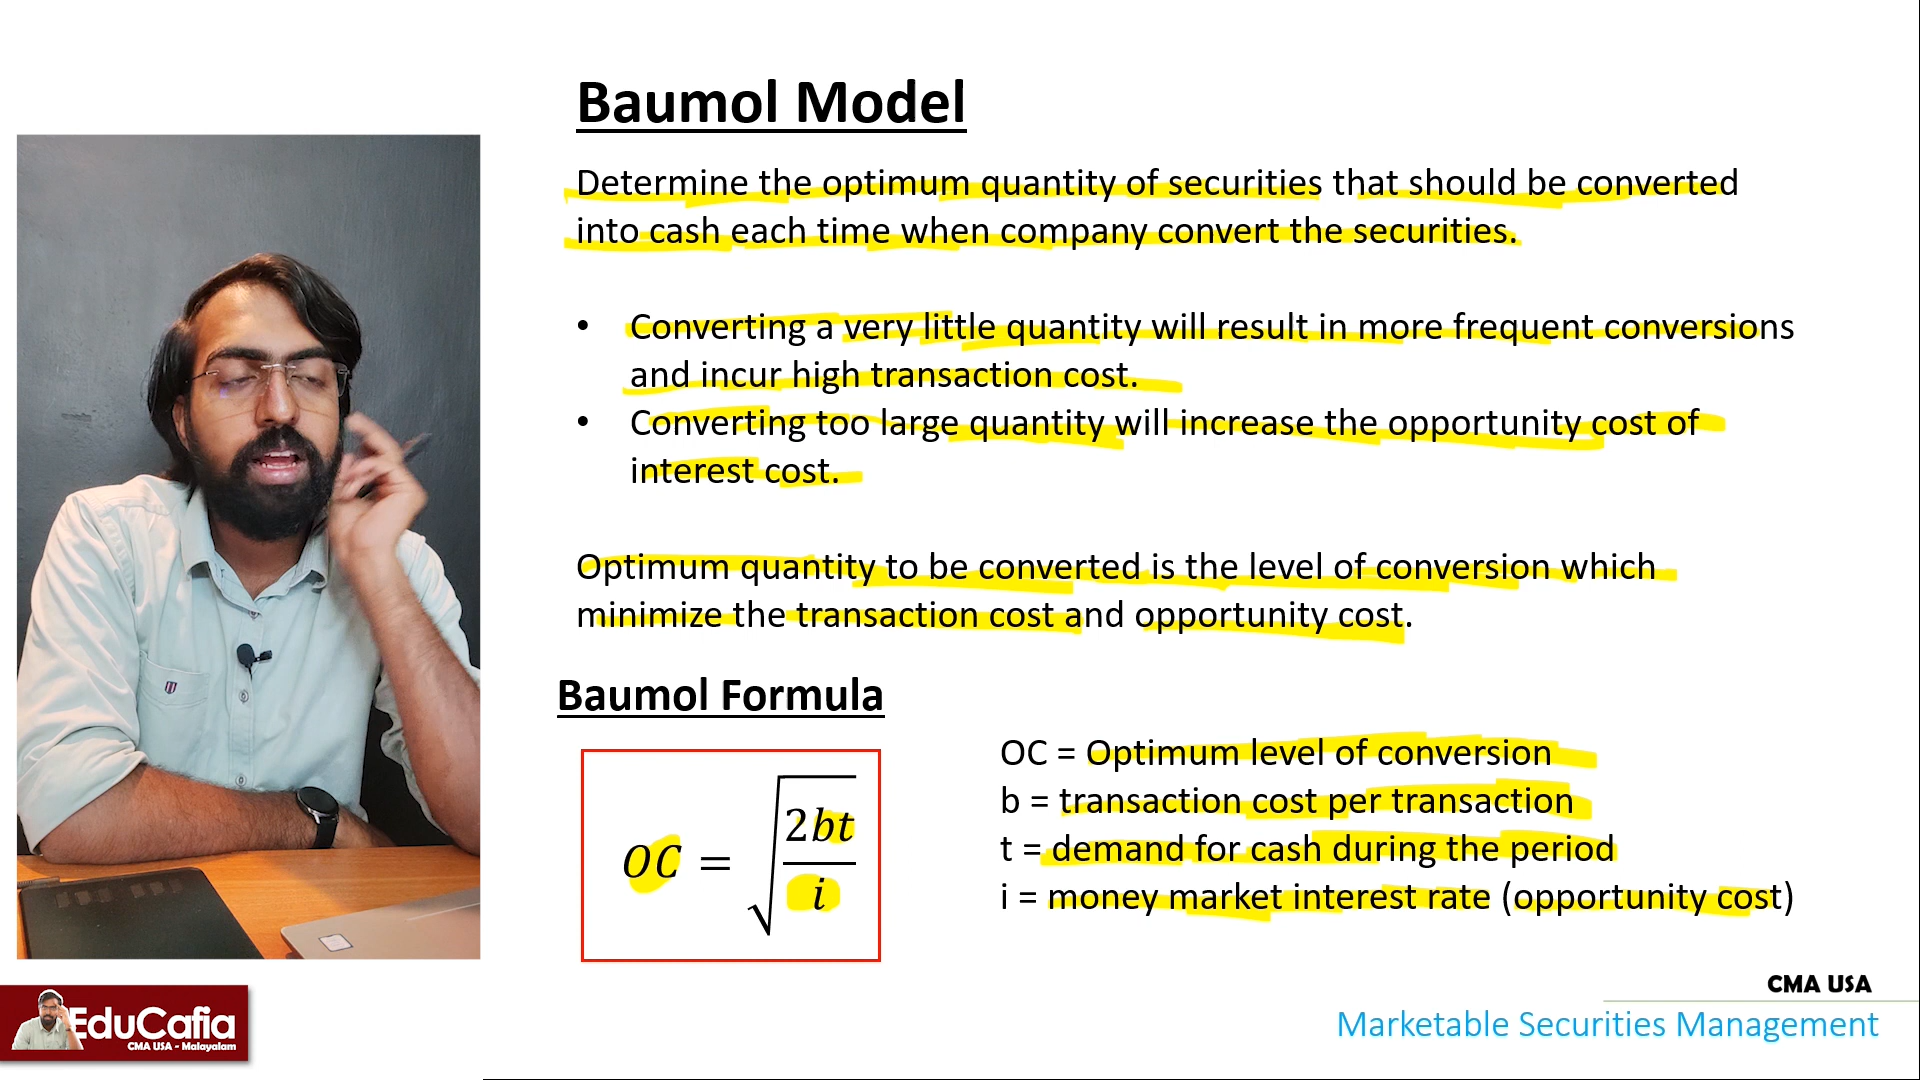 Baumol Model
Determine the optimum quantity of securities that should be converted
into cash each time when company convert the securities.
• Converting a very little quantity will result in more frequent conversions
and incur high transaction cost.
• Converting too large quantity will increase the opportunity cost of
interest cost.
Optimum quantity to be converted is the level of conversion which
minimize the transaction cost and opportunity cost.
Baumol Formula
OC = √(2bt/i)
OC = Optimum level of conversion
b = transaction cost per transaction
t = demand for cash during the period
i = money market interest rate (opportunity cost)
CMA USA
Marketable Securities Management
EduCafia
CMA USA - Malayalam